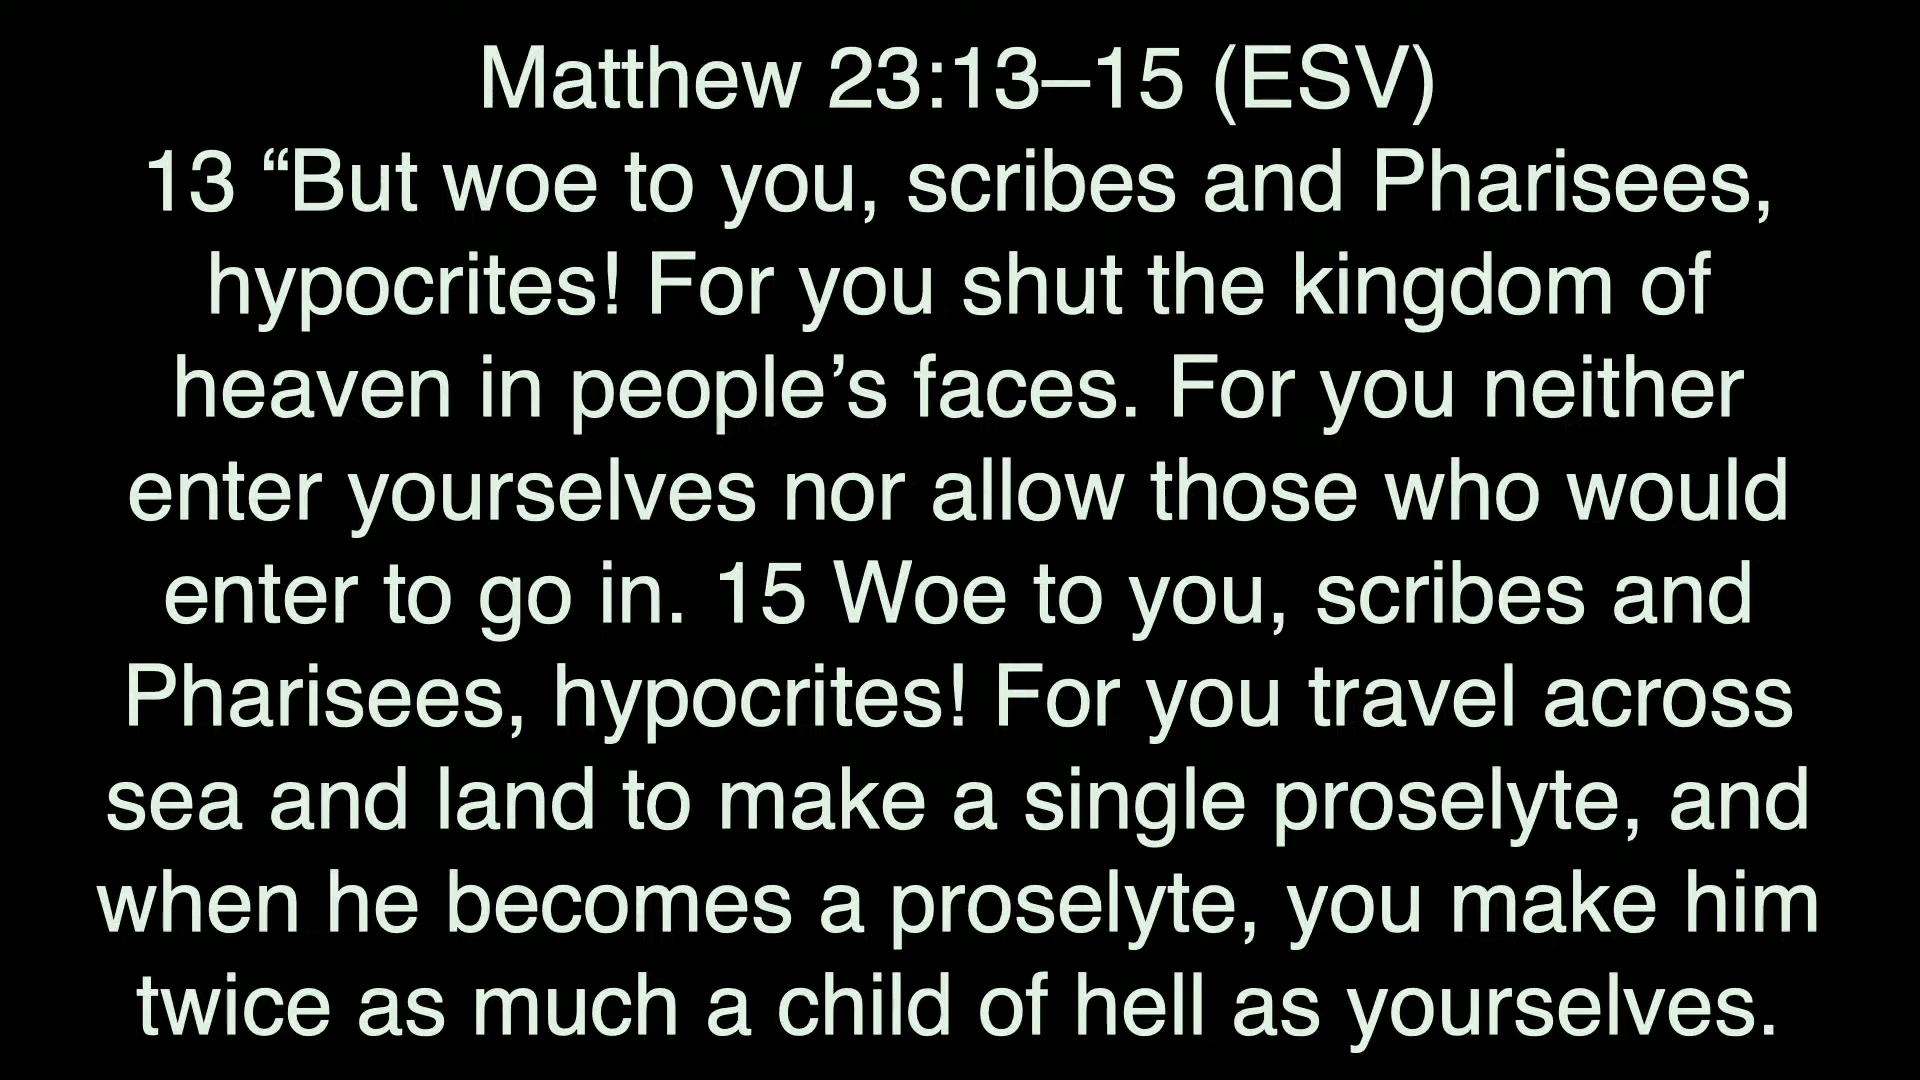 Matthew 23:13–15 (ESV)
13 “But woe to you, scribes and Pharisees,
hypocrites! For you shut the kingdom of
heaven in people’s faces. For you neither
enter yourselves nor allow those who would
enter to go in. 15 Woe to you, scribes and
Pharisees, hypocrites! For you travel across
sea and land to make a single proselyte, and
when he becomes a proselyte, you make him
twice as much a child of hell as yourselves.